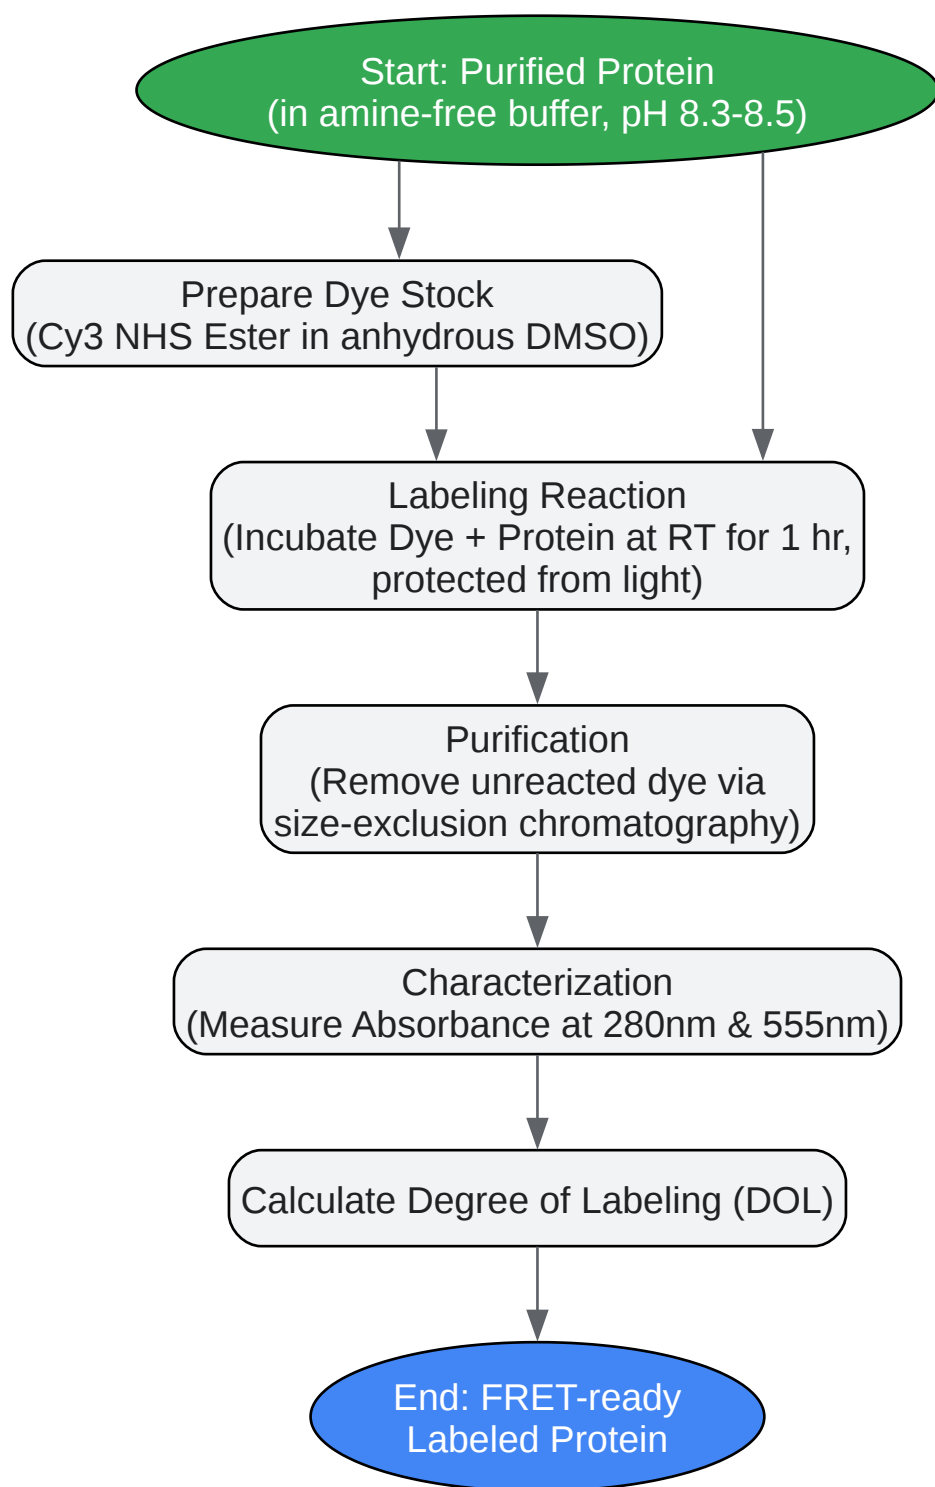 Start: Purified Protein
(in amine-free buffer, pH 8.3-8.5)
Prepare Dye Stock
(Cy3 NHS Ester in anhydrous DMSO)
Labeling Reaction
(Incubate Dye + Protein at RT for 1 hr,
protected from light)
Purification
(Remove unreacted dye via
size-exclusion chromatography)
Characterization
(Measure Absorbance at 280nm & 555nm)
Calculate Degree of Labeling (DOL)
End: FRET-ready
Labeled Protein